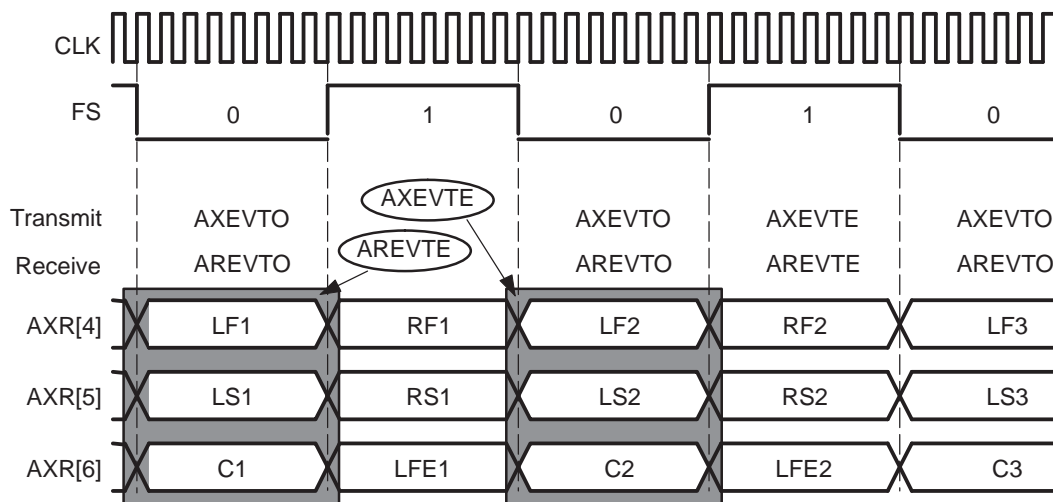 CLK
FS 0 1 0 1 0
AXEVTE
Transmit AXEVTO AXEVTO AXEVTE AXEVTO
AREVTE
Receive AREVTO AREVTO AREVTE AREVTO
AXR[4] LF1 RF1 LF2 RF2 LF3
AXR[5] LS1 RS1 LS2 RS2 LS3
AXR[6] C1 LFE1 C2 LFE2 C3